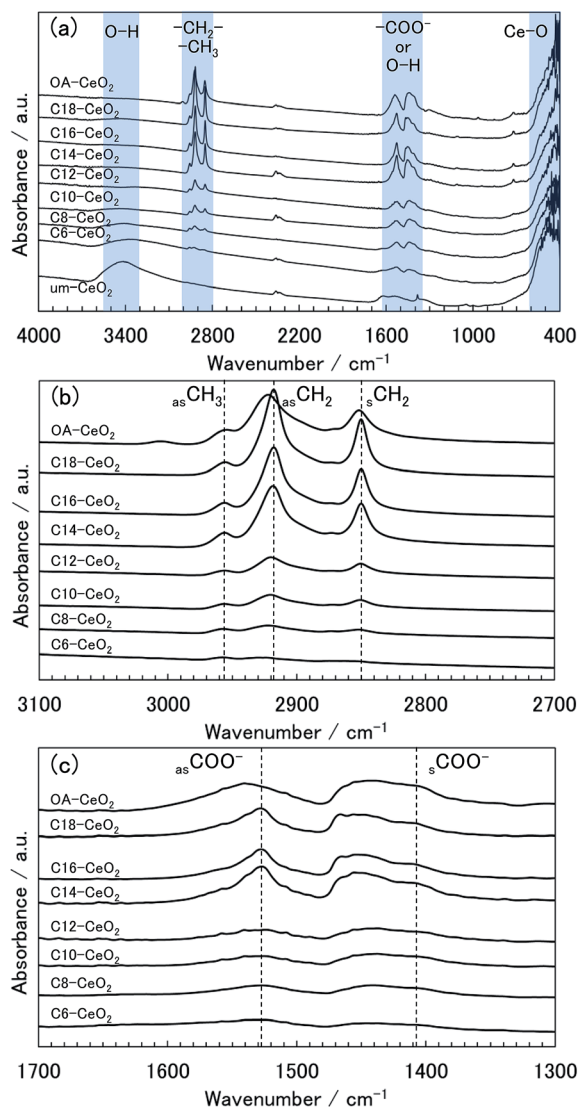 (a)
O−H
−CH₂−
−CH₃
−COO⁻
or
O−H
Ce−O
OA−CeO₂
C18−CeO₂
C16−CeO₂
C14−CeO₂
C12−CeO₂
C10−CeO₂
C8−CeO₂
C6−CeO₂
um−CeO₂
Absorbance / a.u.
4000 3400 2800 2200 1600 1000 400
Wavenumber / cm⁻¹
(b)
asCH₃
asCH₂
sCH₂
OA−CeO₂
C18−CeO₂
C16−CeO₂
C14−CeO₂
C12−CeO₂
C10−CeO₂
C8−CeO₂
C6−CeO₂
Absorbance / a.u.
3100 3000 2900 2800 2700
Wavenumber / cm⁻¹
(c)
asCOO⁻
sCOO⁻
OA−CeO₂
C18−CeO₂
C16−CeO₂
C14−CeO₂
C12−CeO₂
C10−CeO₂
C8−CeO₂
C6−CeO₂
Absorbance / a.u.
1700 1600 1500 1400 1300
Wavenumber / cm⁻¹